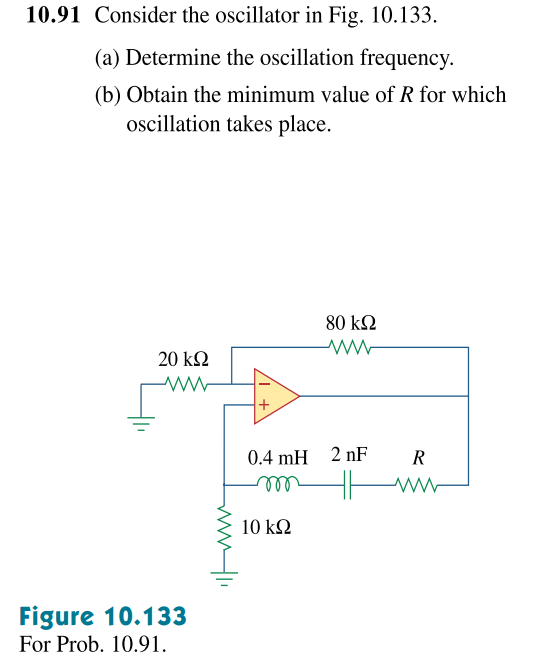 10.91 Consider the oscillator in Fig. 10.133.
(a) Determine the oscillation frequency.
(b) Obtain the minimum value of R for which
oscillation takes place.
80 kΩ
20 kΩ
−
+
0.4 mH 2 nF R
10 kΩ
Figure 10.133
For Prob. 10.91.